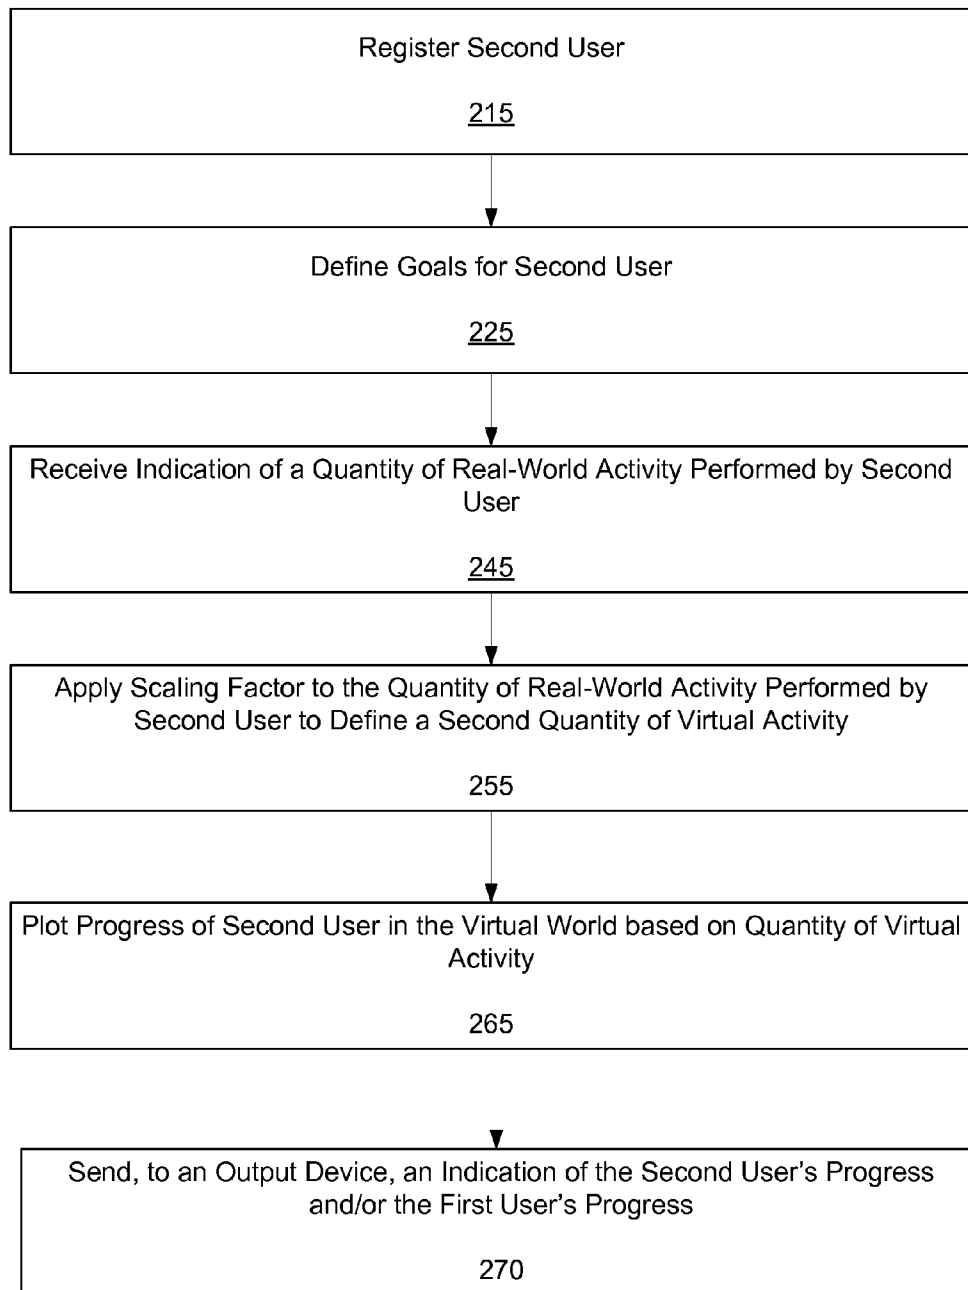 Register Second User
215
Define Goals for Second User
225
Receive Indication of a Quantity of Real-World Activity Performed by Second
User
245
Apply Scaling Factor to the Quantity of Real-World Activity Performed by
Second User to Define a Second Quantity of Virtual Activity
255
Plot Progress of Second User in the Virtual World based on Quantity of Virtual
Activity
265
Send, to an Output Device, an Indication of the Second User's Progress
and/or the First User's Progress
270